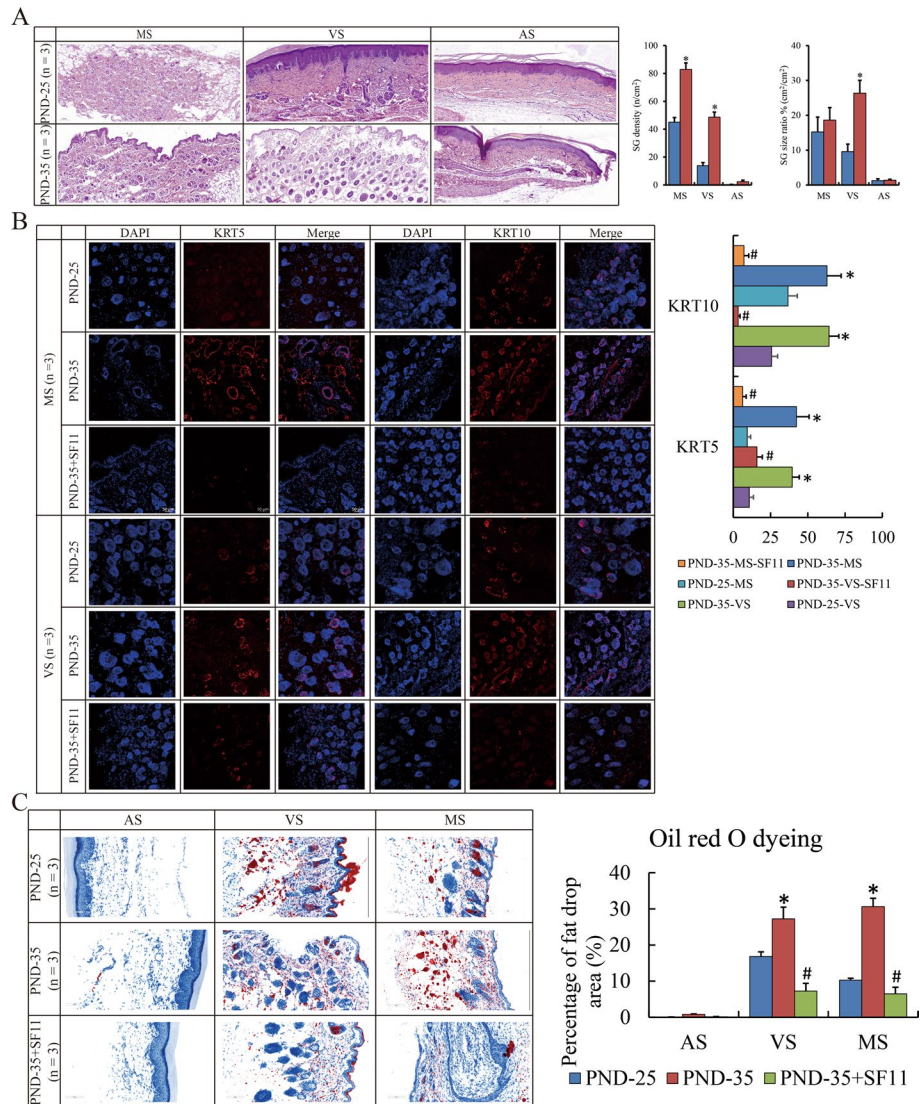 A
MS
VS
AS
PND-25 (n = 3)
PND-35 (n = 3)
SG density (n/cm²)
100
80
60
40
20
0
*
*
MS
VS
AS
SG size ratio % (cm²/cm²)
40
30
20
10
0
*
MS
VS
AS
B
DAPI
KRT5
Merge
DAPI
KRT10
Merge
MS (n =3)
PND-25
PND-35
PND-35+SF11
VS (n =3)
PND-25
PND-35
PND-35+SF11
KRT10
#
*
#
*
KRT5
#
*
#
*
0
25
50
75
100
PND-35-MS-SF11
PND-35-MS
PND-25-MS
PND-35-VS-SF11
PND-35-VS
PND-25-VS
C
AS
VS
MS
PND-25
(n = 3)
PND-35
(n = 3)
PND-35+SF11
(n = 3)
Oil red O dyeing
Percentage of fat drop
area (%)
40
30
20
10
0
*
#
*
#
AS
VS
MS
PND-25
PND-35
PND-35+SF11